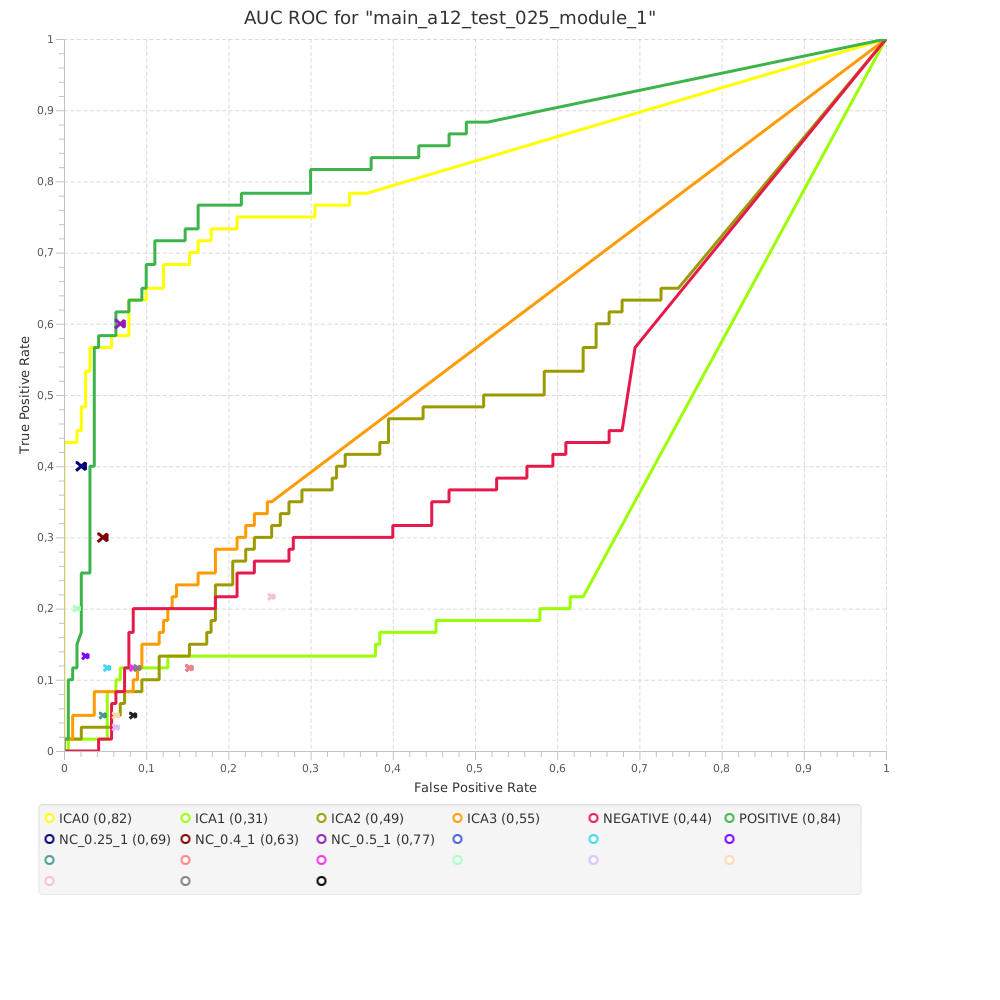 AUC ROC for "main_a12_test_025_module_1"
1
0,9
0,8
0,7
0,6
0,5
0,4
0,3
0,2
0,1
0
True Positive Rate
0 0,1 0,2 0,3 0,4 0,5 0,6 0,7 0,8 0,9 1
False Positive Rate
ICA0 (0,82) ICA1 (0,31) ICA2 (0,49) ICA3 (0,55) NEGATIVE (0,44) POSITIVE (0,84)
NC_0.25_1 (0,69) NC_0.4_1 (0,63) NC_0.5_1 (0,77)